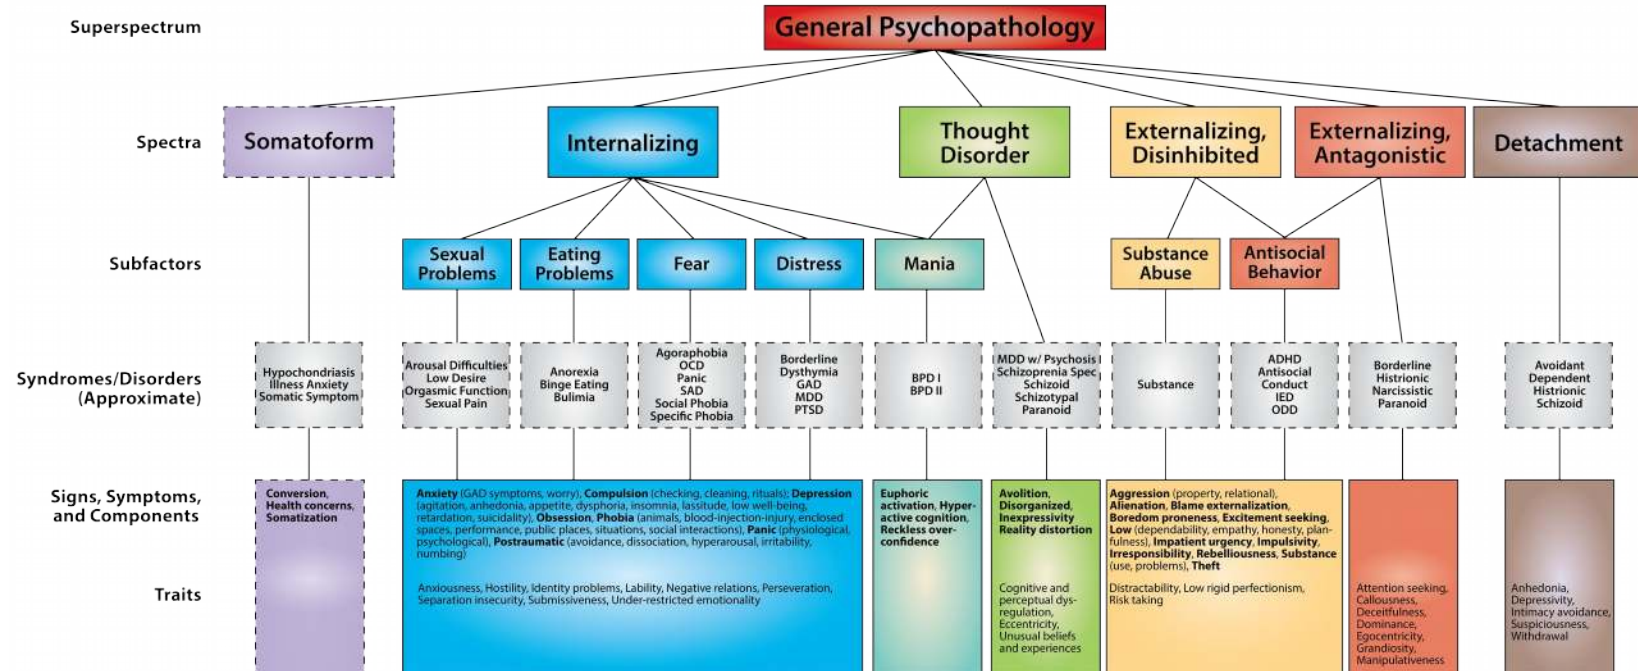 Superspectrum
General Psychopathology
Spectra
Somatoform
Internalizing
Thought
Disorder
Externalizing,
Disinhibited
Externalizing,
Antagonistic
Detachment
Subfactors
Sexual
Problems
Eating
Problems
Fear
Distress
Mania
Substance
Abuse
Antisocial
Behavior
Syndromes/Disorders
(Approximate)
Hypochondriasis
Illness Anxiety
Somatic Symptom
Arousal Difficulties
Low Desire
Orgasmic Function
Sexual Pain
Anorexia
Binge Eating
Bulimia
Agoraphobia
OCD
Panic
SAD
Social Phobia
Specific Phobia
Borderline
Dysthymia
GAD
MDD
PTSD
BPD I
BPD II
MDD w/ Psychosis
Schizoprenia Spec
Schizoid
Schizotypal
Paranoid
Substance
ADHD
Antisocial
Conduct
IED
ODD
Borderline
Histrionic
Narcissistic
Paranoid
Avoidant
Dependent
Histrionic
Schizoid
Signs, Symptoms,
and Components
Conversion,
Health concerns,
Somatization
Anxiety (GAD symptoms, worry), Compulsion (checking, cleaning, rituals); Depression
(agitation, anhedonia, appetite, dysphoria, insomnia, lassitude, low well-being,
retardation, suicidality), Obsession, Phobia (animals, blood-injection-injury, enclosed
spaces, performance, public places, situations, social interactions), Panic (physiological,
psychological), Postraumatic (avoidance, dissociation, hyperarousal, irritability,
numbing)
Euphoric
activation, Hyper-
active cognition,
Reckless over-
confidence
Avolition,
Disorganized,
Inexpressivity
Reality distortion
Aggression (property, relational),
Alienation, Blame externalization,
Boredom proneness, Excitement seeking,
Low (dependability, empathy, honesty, plan-
fulness), Impatient urgency, Impulsivity,
Irresponsibility, Rebelliousness, Substance
(use, problems), Theft
Traits
Anxiousness, Hostility, Identity problems, Lability, Negative relations, Perseveration,
Separation insecurity, Submissiveness, Under-restricted emotionality
Cognitive and
perceptual dys-
regulation,
Eccentricity,
Unusual beliefs
and experiences
Distractability, Low rigid perfectionism,
Risk taking
Attention seeking,
Callousness,
Deceitfulness,
Dominance,
Egocentricity,
Grandiosity,
Manipulativeness
Anhedonia,
Depressivity,
Intimacy avoidance,
Suspiciousness,
Withdrawal